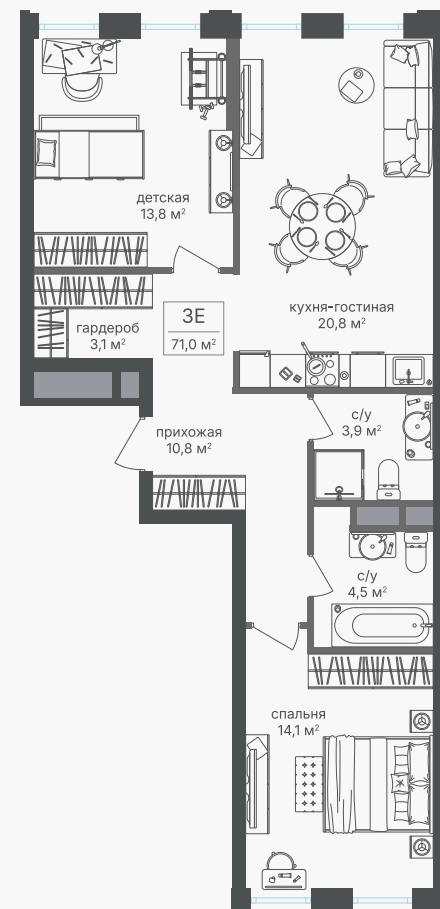 детская
13,8 м²
кухня-гостиная
20,8 м²
3Е
71,0 м²
гардероб
3,1 м²
прихожая
10,8 м²
с/у
3,9 м²
с/у
4,5 м²
спальня
14,1 м²